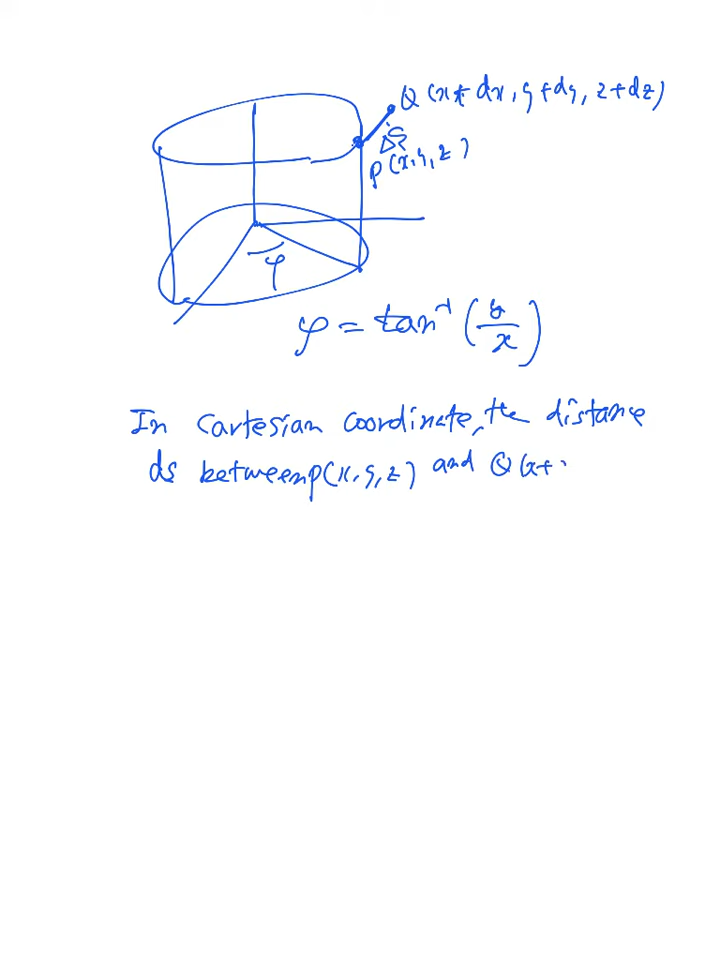 Q (x+dx, y+dy, z+dz)
P(x, y, z)
φ
φ = tan⁻¹ (y/x)
In Cartesian coordinate, the distance
ds between P(x, y, z) and Q (x+